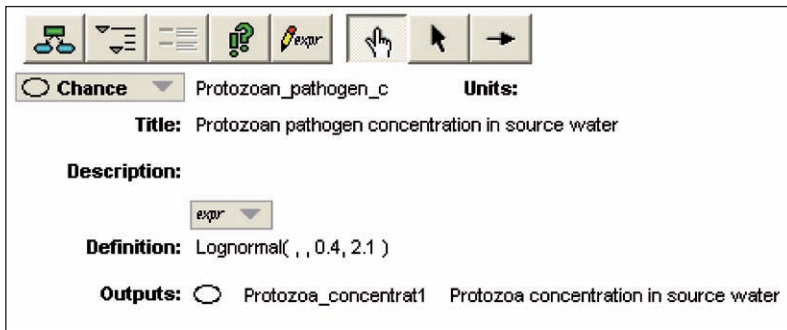 expr
Chance Protozoan_pathogen_c Units:
Title: Protozoan pathogen concentration in source water
Description:
expr
Definition: Lognormal( , , 0.4, 2.1 )
Outputs: Protozoa_concentrat1 Protozoa concentration in source water